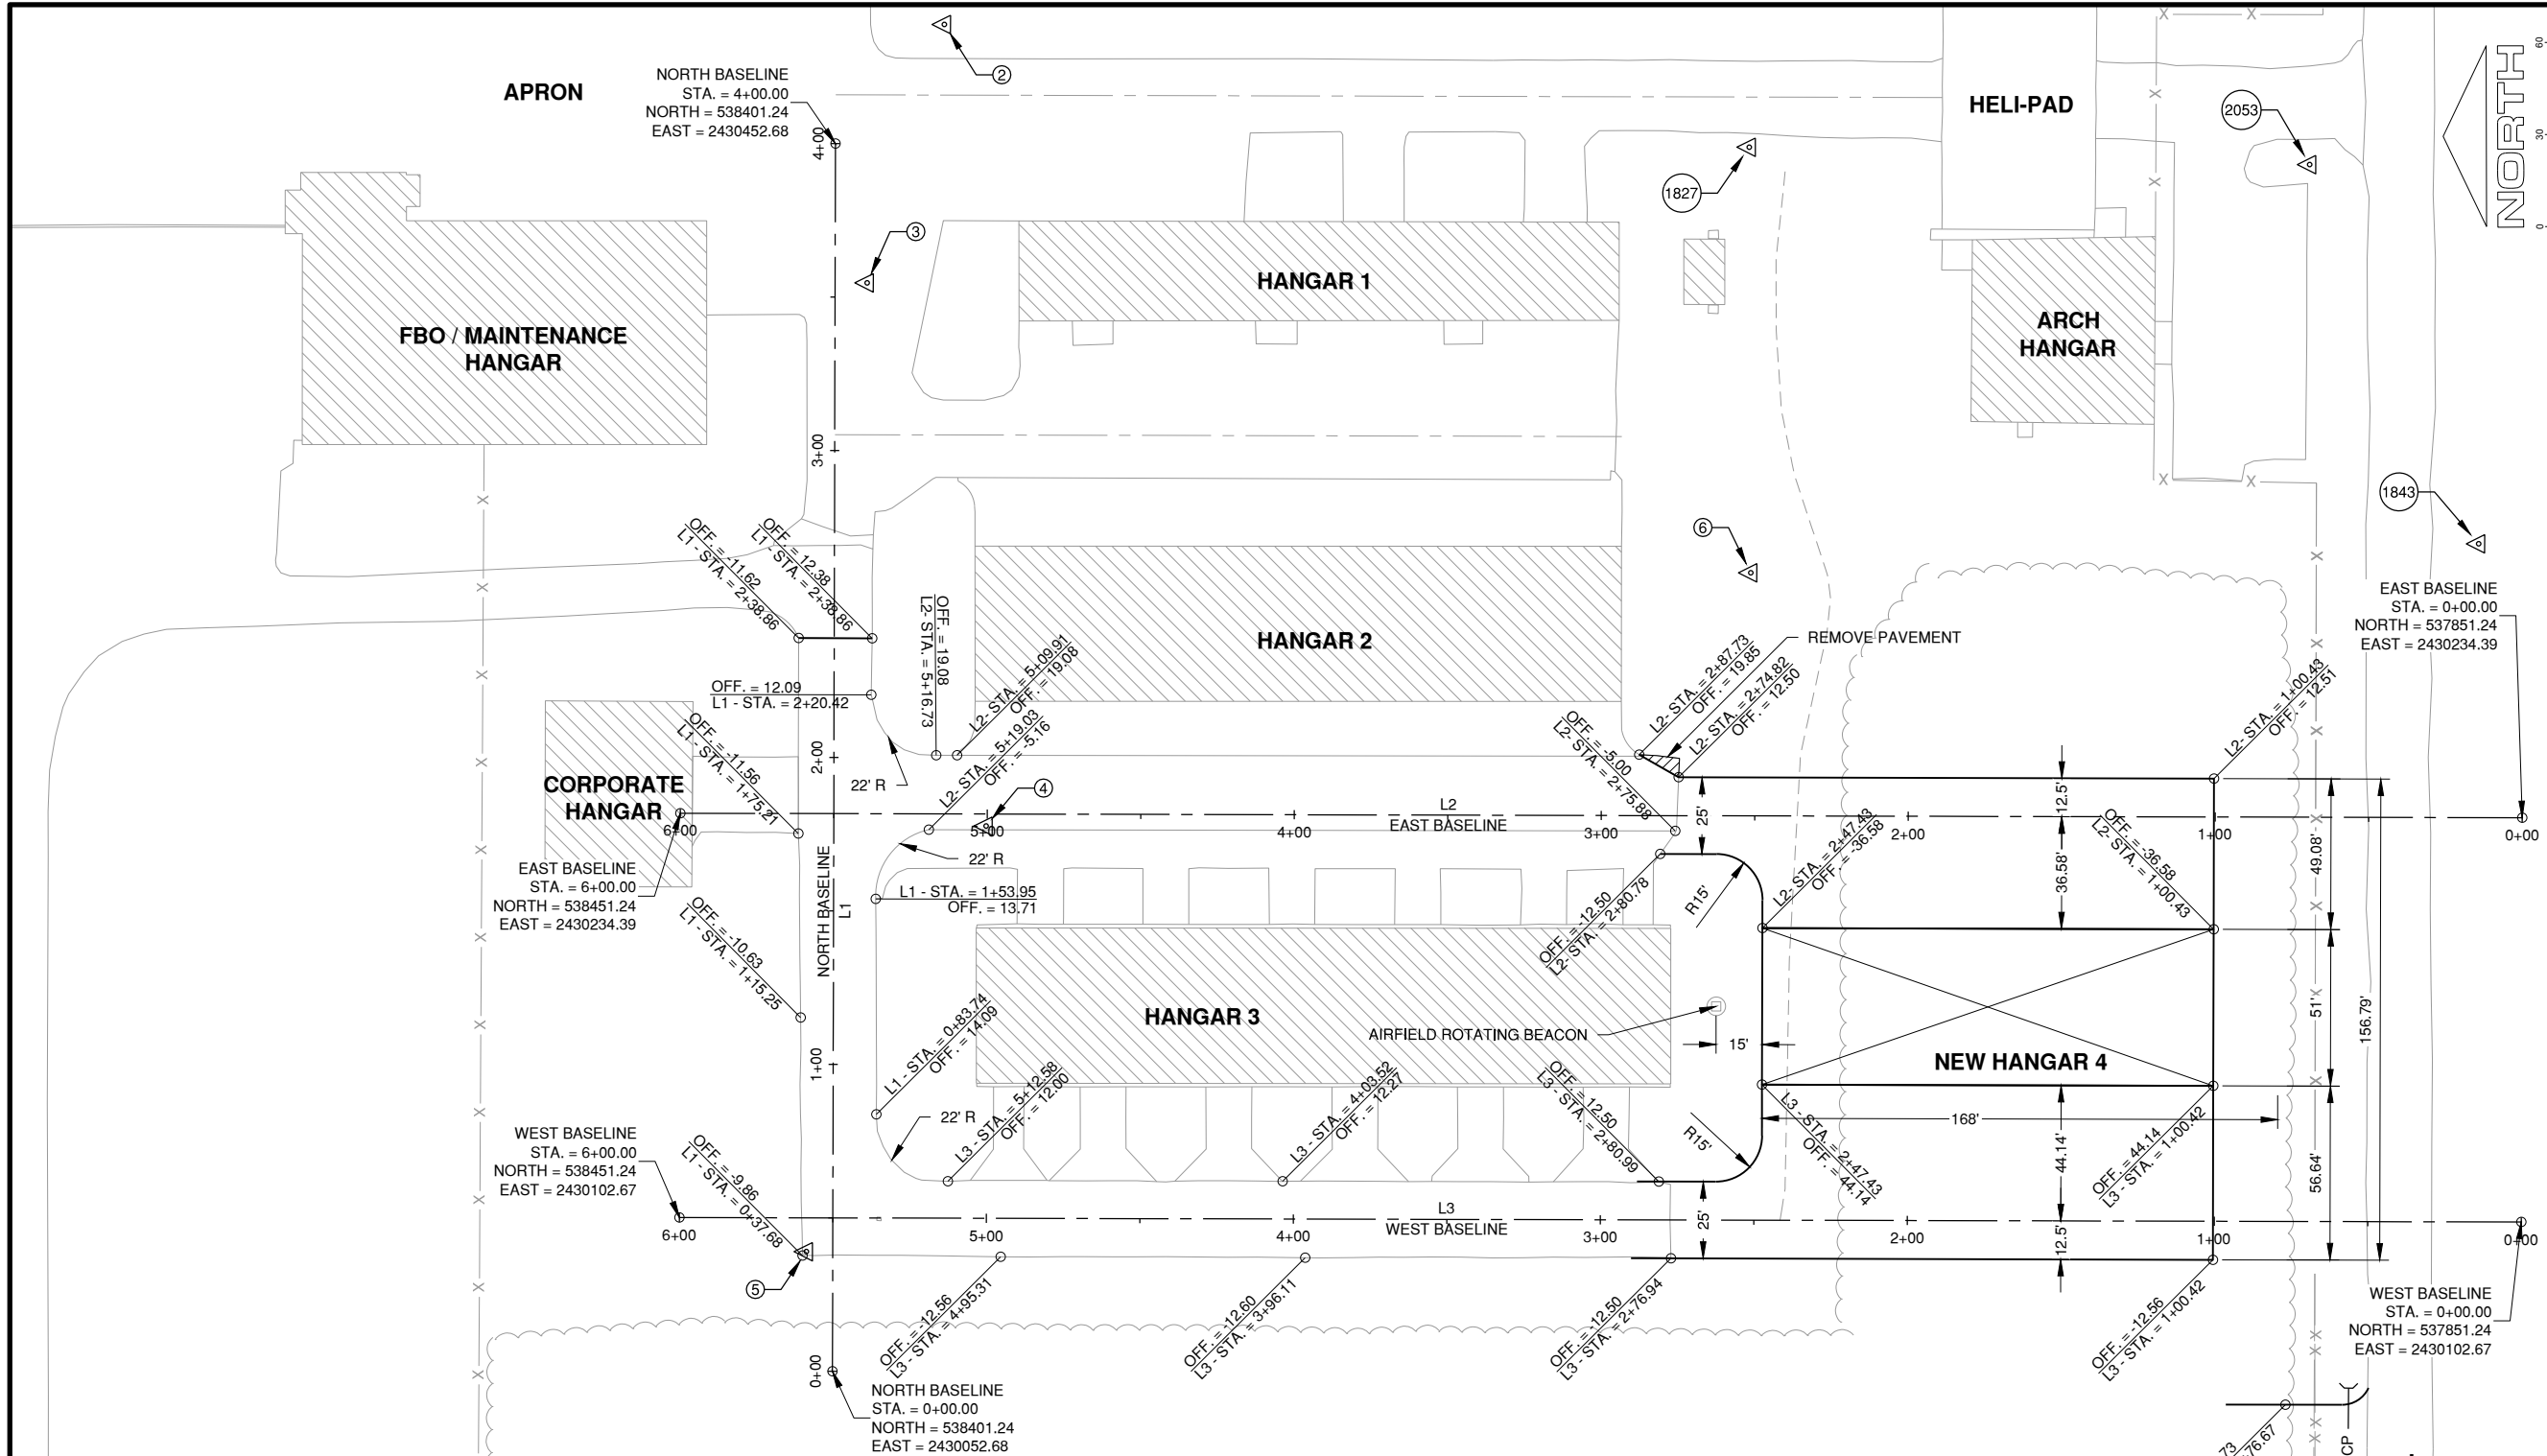 APRON
NORTH BASELINE
STA. = 4+00.00
NORTH = 538401.24
EAST = 2430452.68
4+00
2
HELI-PAD
2053
NORTH
60
30
0
1827
3
HANGAR 1
FBO / MAINTENANCE
HANGAR
ARCH
HANGAR
3+00
1843
6
EAST BASELINE
STA. = 0+00.00
NORTH = 537851.24
EAST = 2430234.39
OFF. = -11.62
L1 - STA. = 2+38.86
OFF. = 12.38
L1 - STA. = 2+38.86
OFF. = 19.08
L2- STA. = 5+16.73
L2- STA. = 5+09.91
OFF. = 19.08
HANGAR 2
REMOVE PAVEMENT
L2- STA. = 2+87.73
OFF. = 19.85
L2- STA. = 2+74.82
OFF. = 12.50
L2- STA. = 1+00.43
OFF. = 12.51
OFF. = 12.09
L1 - STA. = 2+20.42
OFF. = -11.56
L1 - STA. = 1+75.21
L2- STA. = 5+19.03
OFF. = -5.16
OFF. = -5.00
L2- STA. = 2+75.88
2+00
22' R
CORPORATE
HANGAR
4
L2
EAST BASELINE
6+00
5+00
4+00
3+00
2+00
1+00
0+00
25'
12.5'
36.58'
49.08'
L2- STA. = 2+47.43
OFF. = -36.58
OFF. = -36.58
L2- STA. = 1+00.43
22' R
EAST BASELINE
STA. = 6+00.00
NORTH = 538451.24
EAST = 2430234.39
NORTH BASELINE
L1
L1 - STA. = 1+53.95
OFF. = 13.71
OFF. = -12.50
L2- STA. = 2+80.78
R15'
OFF. = -10.63
L1 - STA. = 1+15.25
HANGAR 3
AIRFIELD ROTATING BEACON
15'
51'
156.79'
NEW HANGAR 4
1+00
L1 - STA. = 0+83.74
OFF. = 14.09
L3 - STA. = 5+12.58
OFF. = 12.00
L3 - STA. = 4+03.52
OFF. = 12.27
OFF. = 12.50
L3 - STA. = 2+80.99
22' R
R15'
L3 - STA. = 2+47.43
OFF. = 44.14
168'
44.14'
OFF. = 44.14
L3 - STA. = 1+00.42
56.64'
WEST BASELINE
STA. = 6+00.00
NORTH = 538451.24
EAST = 2430102.67
OFF. = -9.86
L1 - STA. = 0+37.68
L3
WEST BASELINE
6+00
5+00
4+00
3+00
2+00
1+00
0+00
25'
12.5'
5
OFF. = -12.56
L3 - STA. = 4+95.31
OFF. = -12.60
L3 - STA. = 3+96.11
OFF. = -12.50
L3 - STA. = 2+76.94
OFF. = -12.56
L3 - STA. = 1+00.42
WEST BASELINE
STA. = 0+00.00
NORTH = 537851.24
EAST = 2430102.67
0+00
NORTH BASELINE
STA. = 0+00.00
NORTH = 538401.24
EAST = 2430052.68
73
76.67
CP